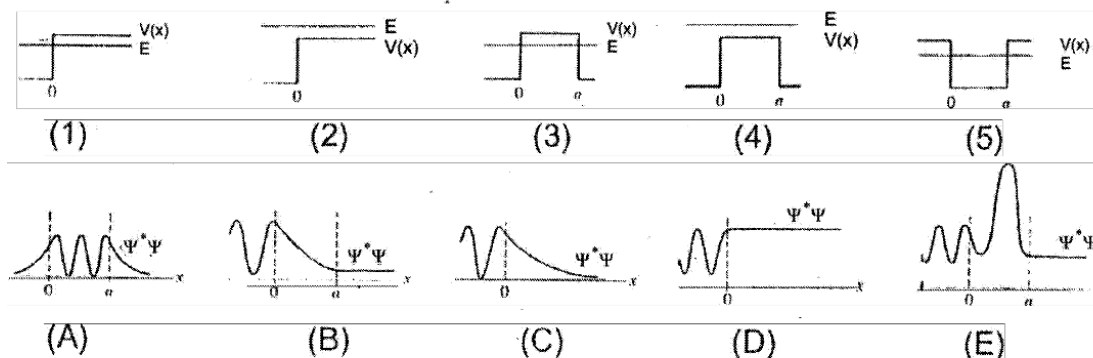 V(x) E V(x) V(x)
E V(x) E V(x) E
0 0 0 a 0 a 0 a
(1) (2) (3) (4) (5)
Ψ*Ψ x Ψ*Ψ Ψ*Ψ x Ψ*Ψ x Ψ*Ψ
0 a 0 a 0 0 0 a
(A) (B) (C) (D) (E)